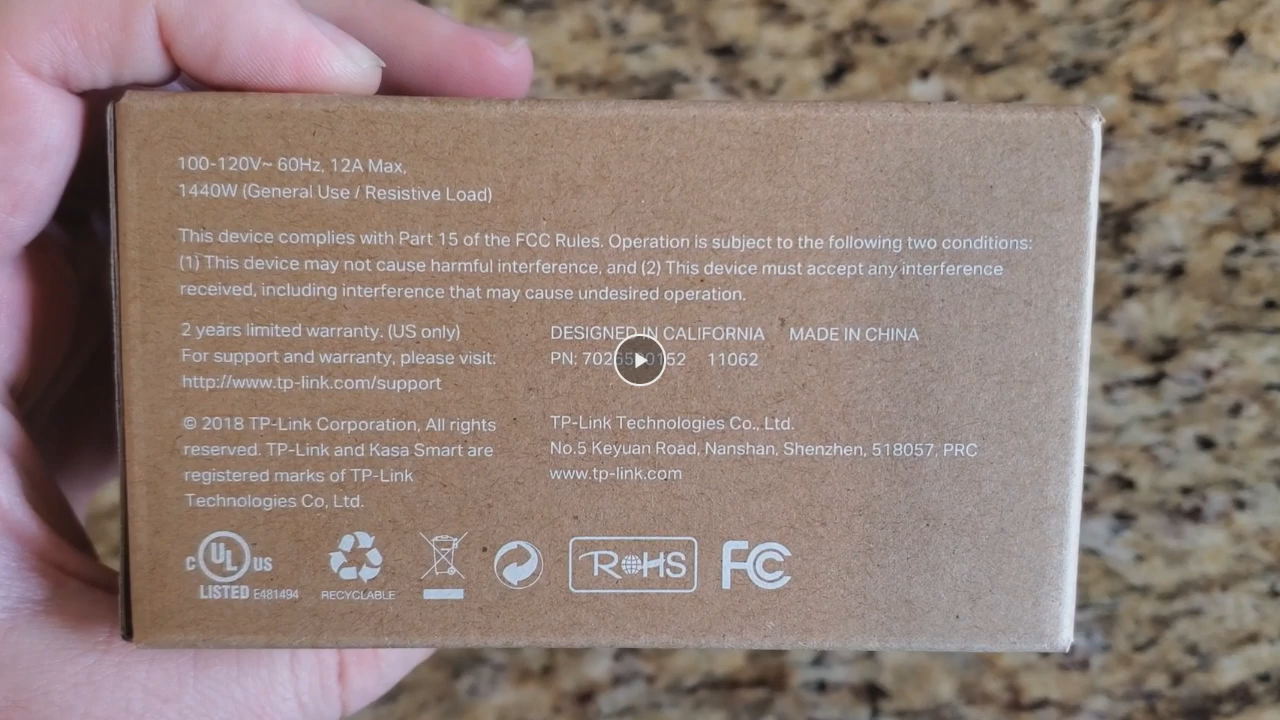 100-120V~ 60Hz, 12A Max,
1440W (General Use / Resistive Load)
This device complies with Part 15 of the FCC Rules. Operation is subject to the following two conditions:
(1) This device may not cause harmful interference, and (2) This device must accept any interference
received, including interference that may cause undesired operation.
2 years limited warranty. (US only)
For support and warranty, please visit:
http://www.tp-link.com/support
DESIGNED IN CALIFORNIA MADE IN CHINA
PN: 11062
© 2018 TP-Link Corporation, All rights
reserved. TP-Link and Kasa Smart are
registered marks of TP-Link
Technologies Co, Ltd.
TP-Link Technologies Co., Ltd.
No.5 Keyuan Road, Nanshan, Shenzhen, 518057, PRC
www.tp-link.com
C UL US
LISTED E481494
RECYCLABLE
RoHS
FC